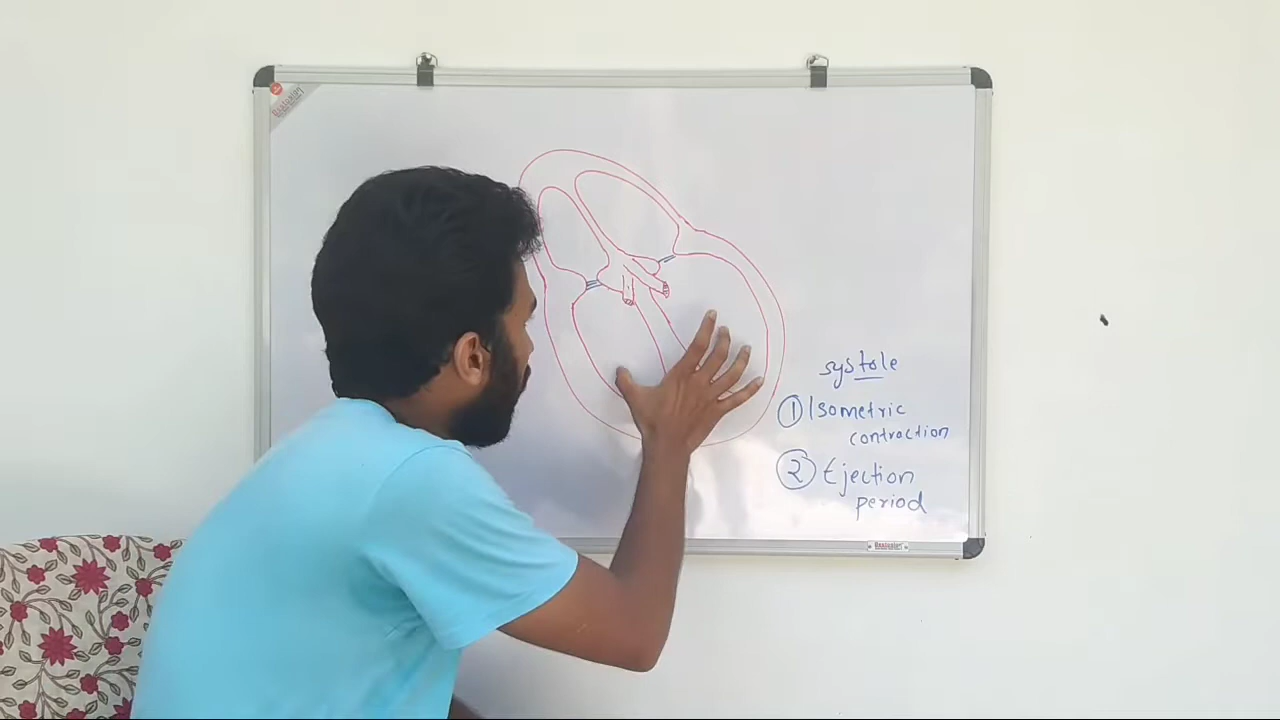 systole
① Isometric
contraction
② Ejection
period